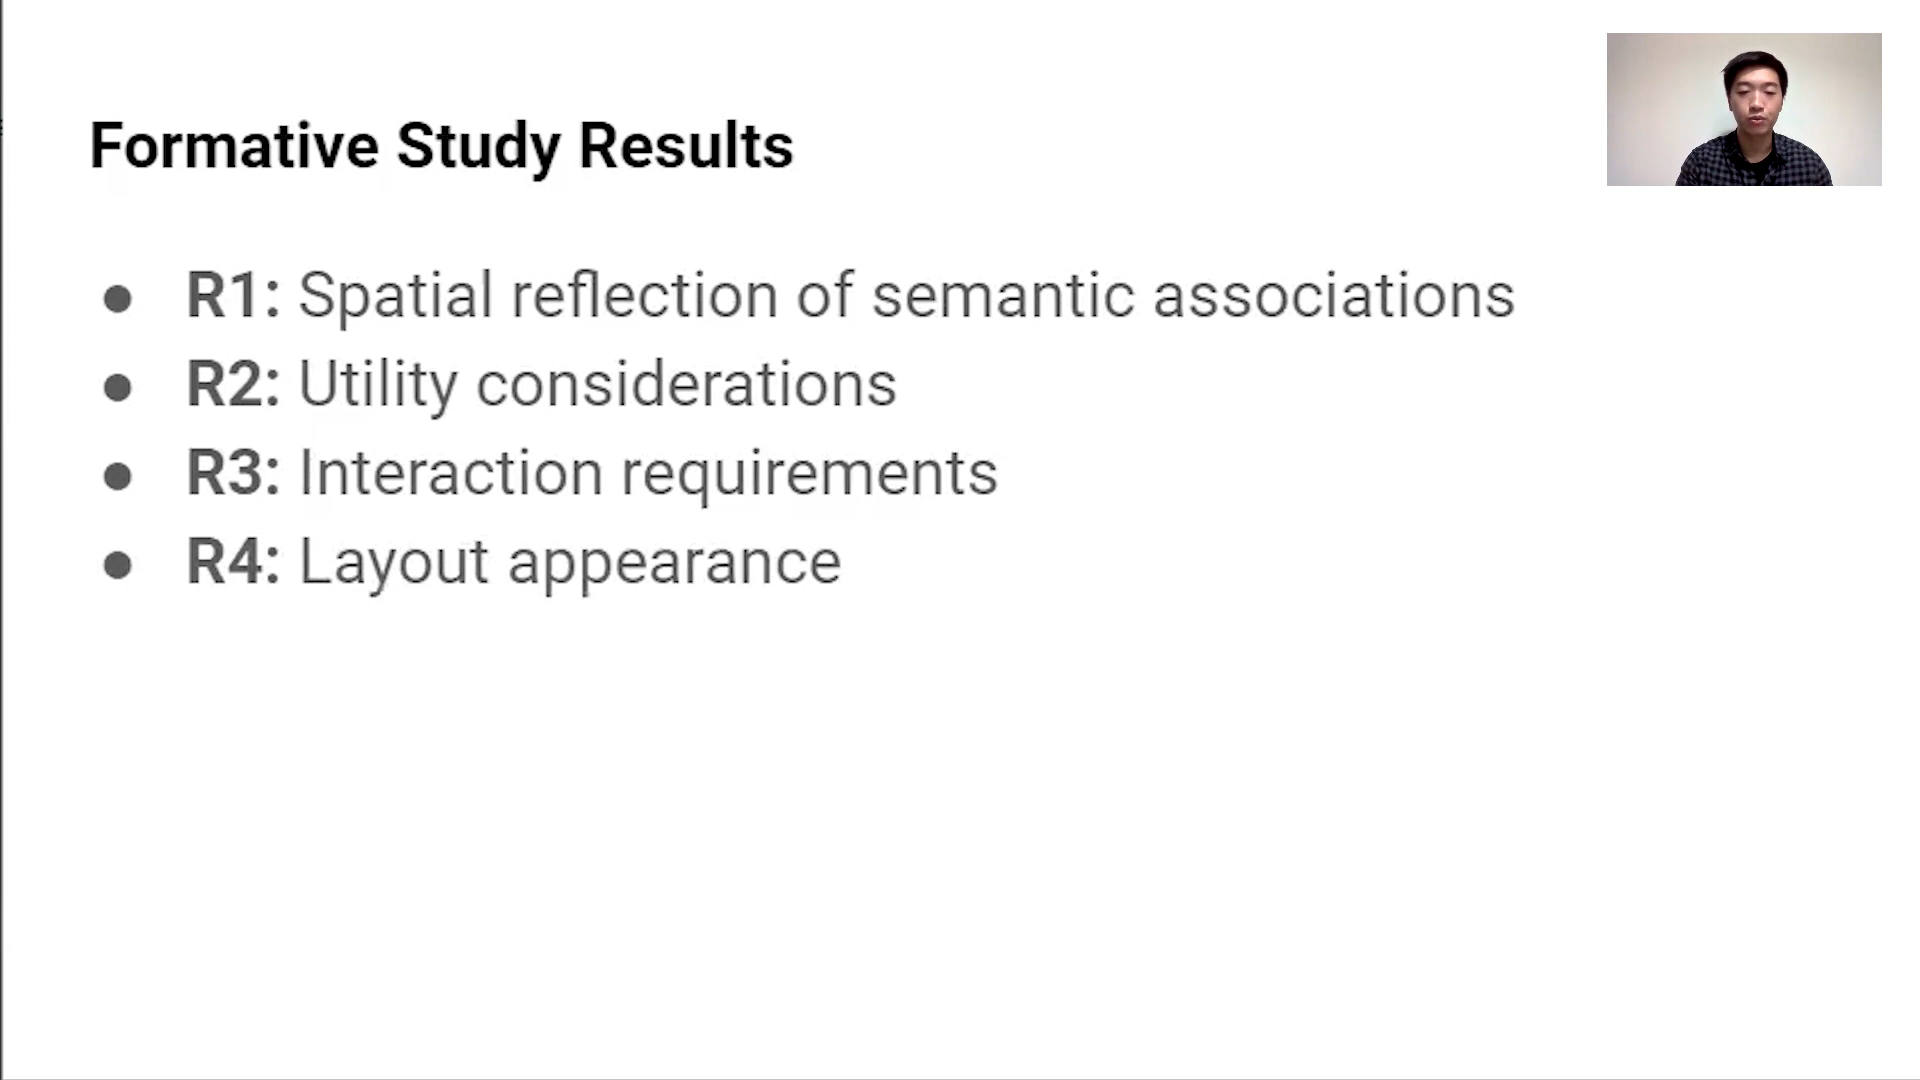 Formative Study Results
● R1: Spatial reflection of semantic associations
● R2: Utility considerations
● R3: Interaction requirements
● R4: Layout appearance